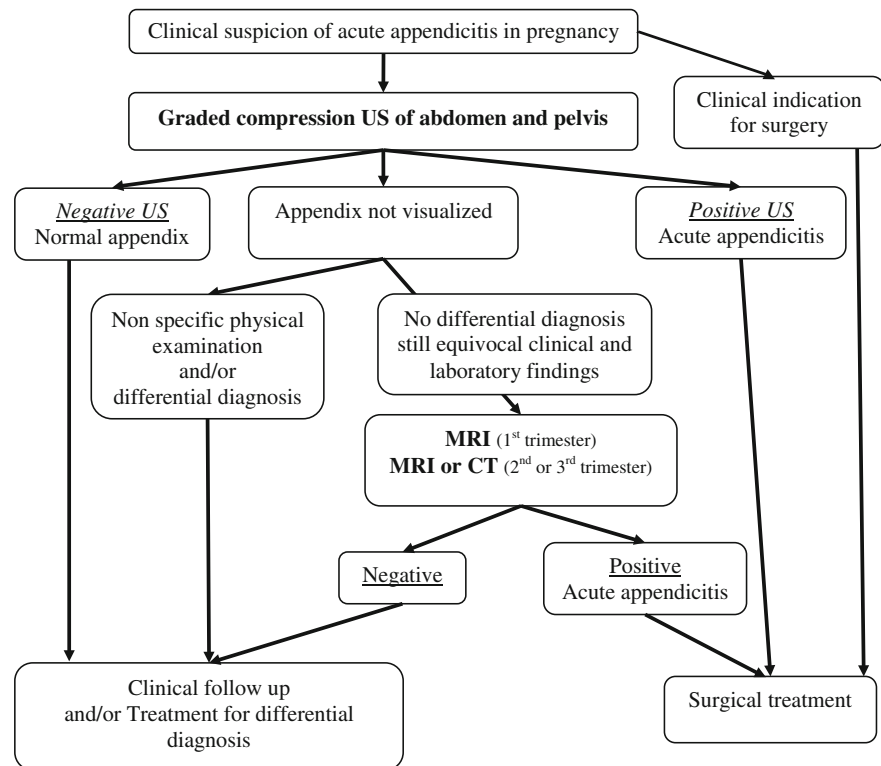 Clinical suspicion of acute appendicitis in pregnancy
Clinical indication
for surgery
Graded compression US of abdomen and pelvis
Negative US
Normal appendix
Appendix not visualized
Positive US
Acute appendicitis
Non specific physical
examination
and/or
differential diagnosis
No differential diagnosis
still equivocal clinical and
laboratory findings
MRI (1st trimester)
MRI or CT (2nd or 3rd trimester)
Negative
Positive
Acute appendicitis
Clinical follow up
and/or Treatment for differential
diagnosis
Surgical treatment